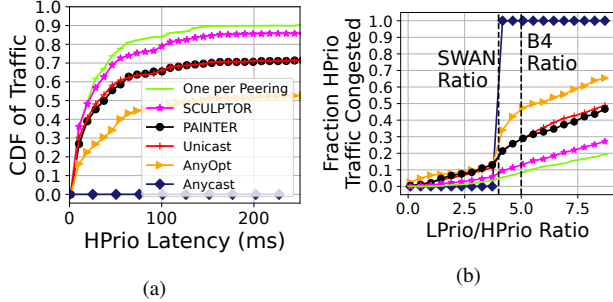 CDF of Traffic
1.0
0.9
0.8
0.7
0.6
0.5
0.4
0.3
0.2
0.1
0.0
One per Peering
SCULPTOR
PAINTER
Unicast
AnyOpt
Anycast
0
100
200
HPrio Latency (ms)
(a)
Fraction HPrio
Traffic Congested
1.0
0.9
0.8
0.7
0.6
0.5
0.4
0.3
0.2
0.1
0.0
SWAN
Ratio
B4
Ratio
0.0
2.5
5.0
7.5
LPrio/HPrio Ratio
(b)